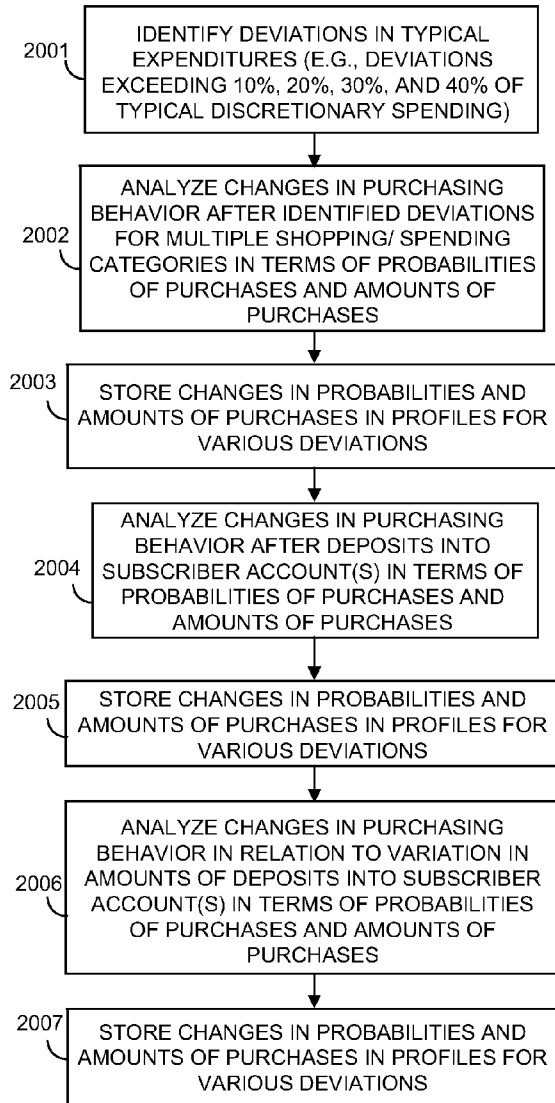 2001
IDENTIFY DEVIATIONS IN TYPICAL
EXPENDITURES (E.G., DEVIATIONS
EXCEEDING 10%, 20%, 30%, AND 40% OF
TYPICAL DISCRETIONARY SPENDING)
2002
ANALYZE CHANGES IN PURCHASING
BEHAVIOR AFTER IDENTIFIED DEVIATIONS
FOR MULTIPLE SHOPPING/ SPENDING
CATEGORIES IN TERMS OF PROBABILITIES
OF PURCHASES AND AMOUNTS OF
PURCHASES
2003
STORE CHANGES IN PROBABILITIES AND
AMOUNTS OF PURCHASES IN PROFILES FOR
VARIOUS DEVIATIONS
2004
ANALYZE CHANGES IN PURCHASING
BEHAVIOR AFTER DEPOSITS INTO
SUBSCRIBER ACCOUNT(S) IN TERMS OF
PROBABILITIES OF PURCHASES AND
AMOUNTS OF PURCHASES
2005
STORE CHANGES IN PROBABILITIES AND
AMOUNTS OF PURCHASES IN PROFILES FOR
VARIOUS DEVIATIONS
2006
ANALYZE CHANGES IN PURCHASING
BEHAVIOR IN RELATION TO VARIATION IN
AMOUNTS OF DEPOSITS INTO SUBSCRIBER
ACCOUNT(S) IN TERMS OF PROBABILITIES
OF PURCHASES AND AMOUNTS OF
PURCHASES
2007
STORE CHANGES IN PROBABILITIES AND
AMOUNTS OF PURCHASES IN PROFILES FOR
VARIOUS DEVIATIONS